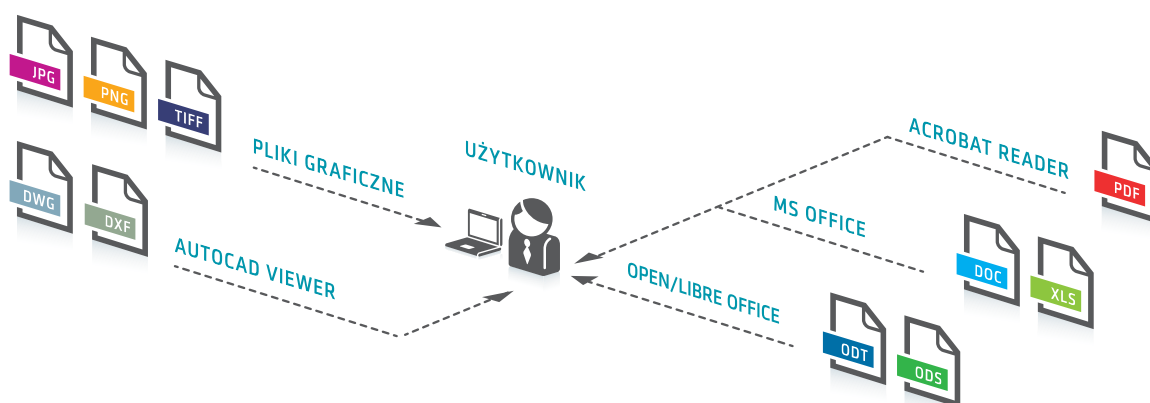 JPG
PNG
TIFF
PLIKI GRAFICZNE
DWG
DXF
AUTOCAD VIEWER
UŻYTKOWNIK
ACROBAT READER
PDF
MS OFFICE
DOC
XLS
OPEN/LIBRE OFFICE
ODT
ODS